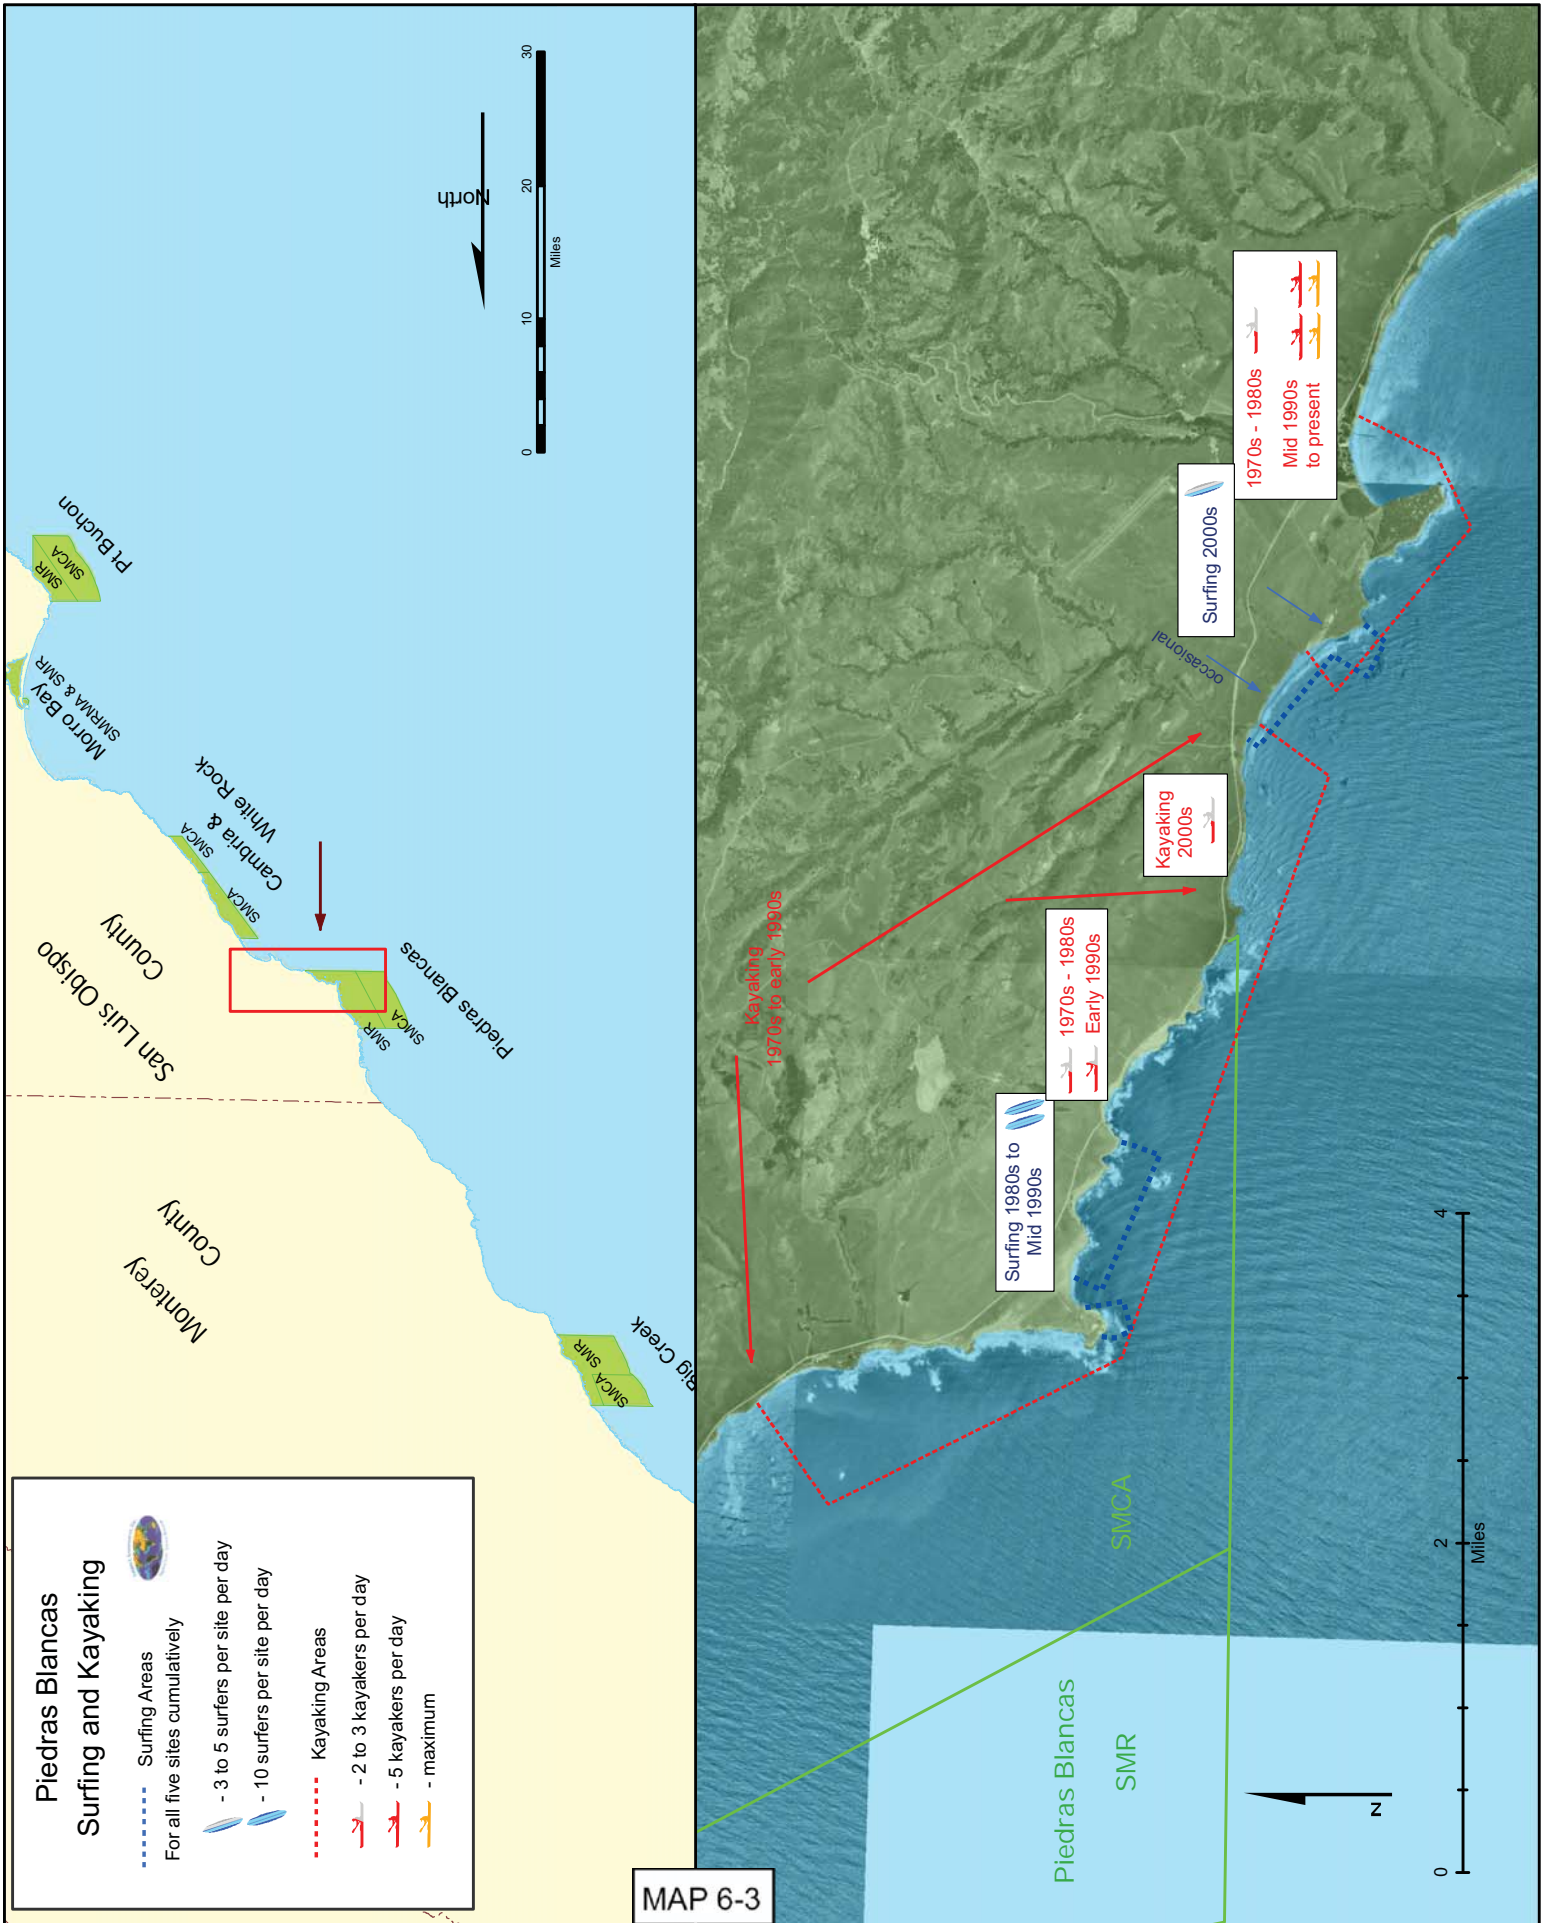 Piedras Blancas
Surfing and Kayaking
Surfing Areas
For all five sites cumulatively
- 3 to 5 surfers per site per day
- 10 surfers per site per day
Kayaking Areas
- 2 to 3 kayakers per day
- 5 kayakers per day
- maximum
Monterey
County
San Luis Obispo
County
Big Creek
SMR
SMCA
SMCA
Piedras Blancas
SMR
SMCA
Cambria &
White Rock
SMCA
SMCA
Morro Bay
SMRMA & SMR
Pt Buchon
SMR
SMCA
North
0
10
20
30
Miles
Kayaking
1970s to early 1990s
Surfing 1980s to
Mid 1990s
1970s - 1980s
Early 1990s
Kayaking
2000s
occasional
Surfing 2000s
1970s - 1980s
Mid 1990s
to present
SMCA
Piedras Blancas
SMR
N
0
2
4
Miles
MAP 6-3